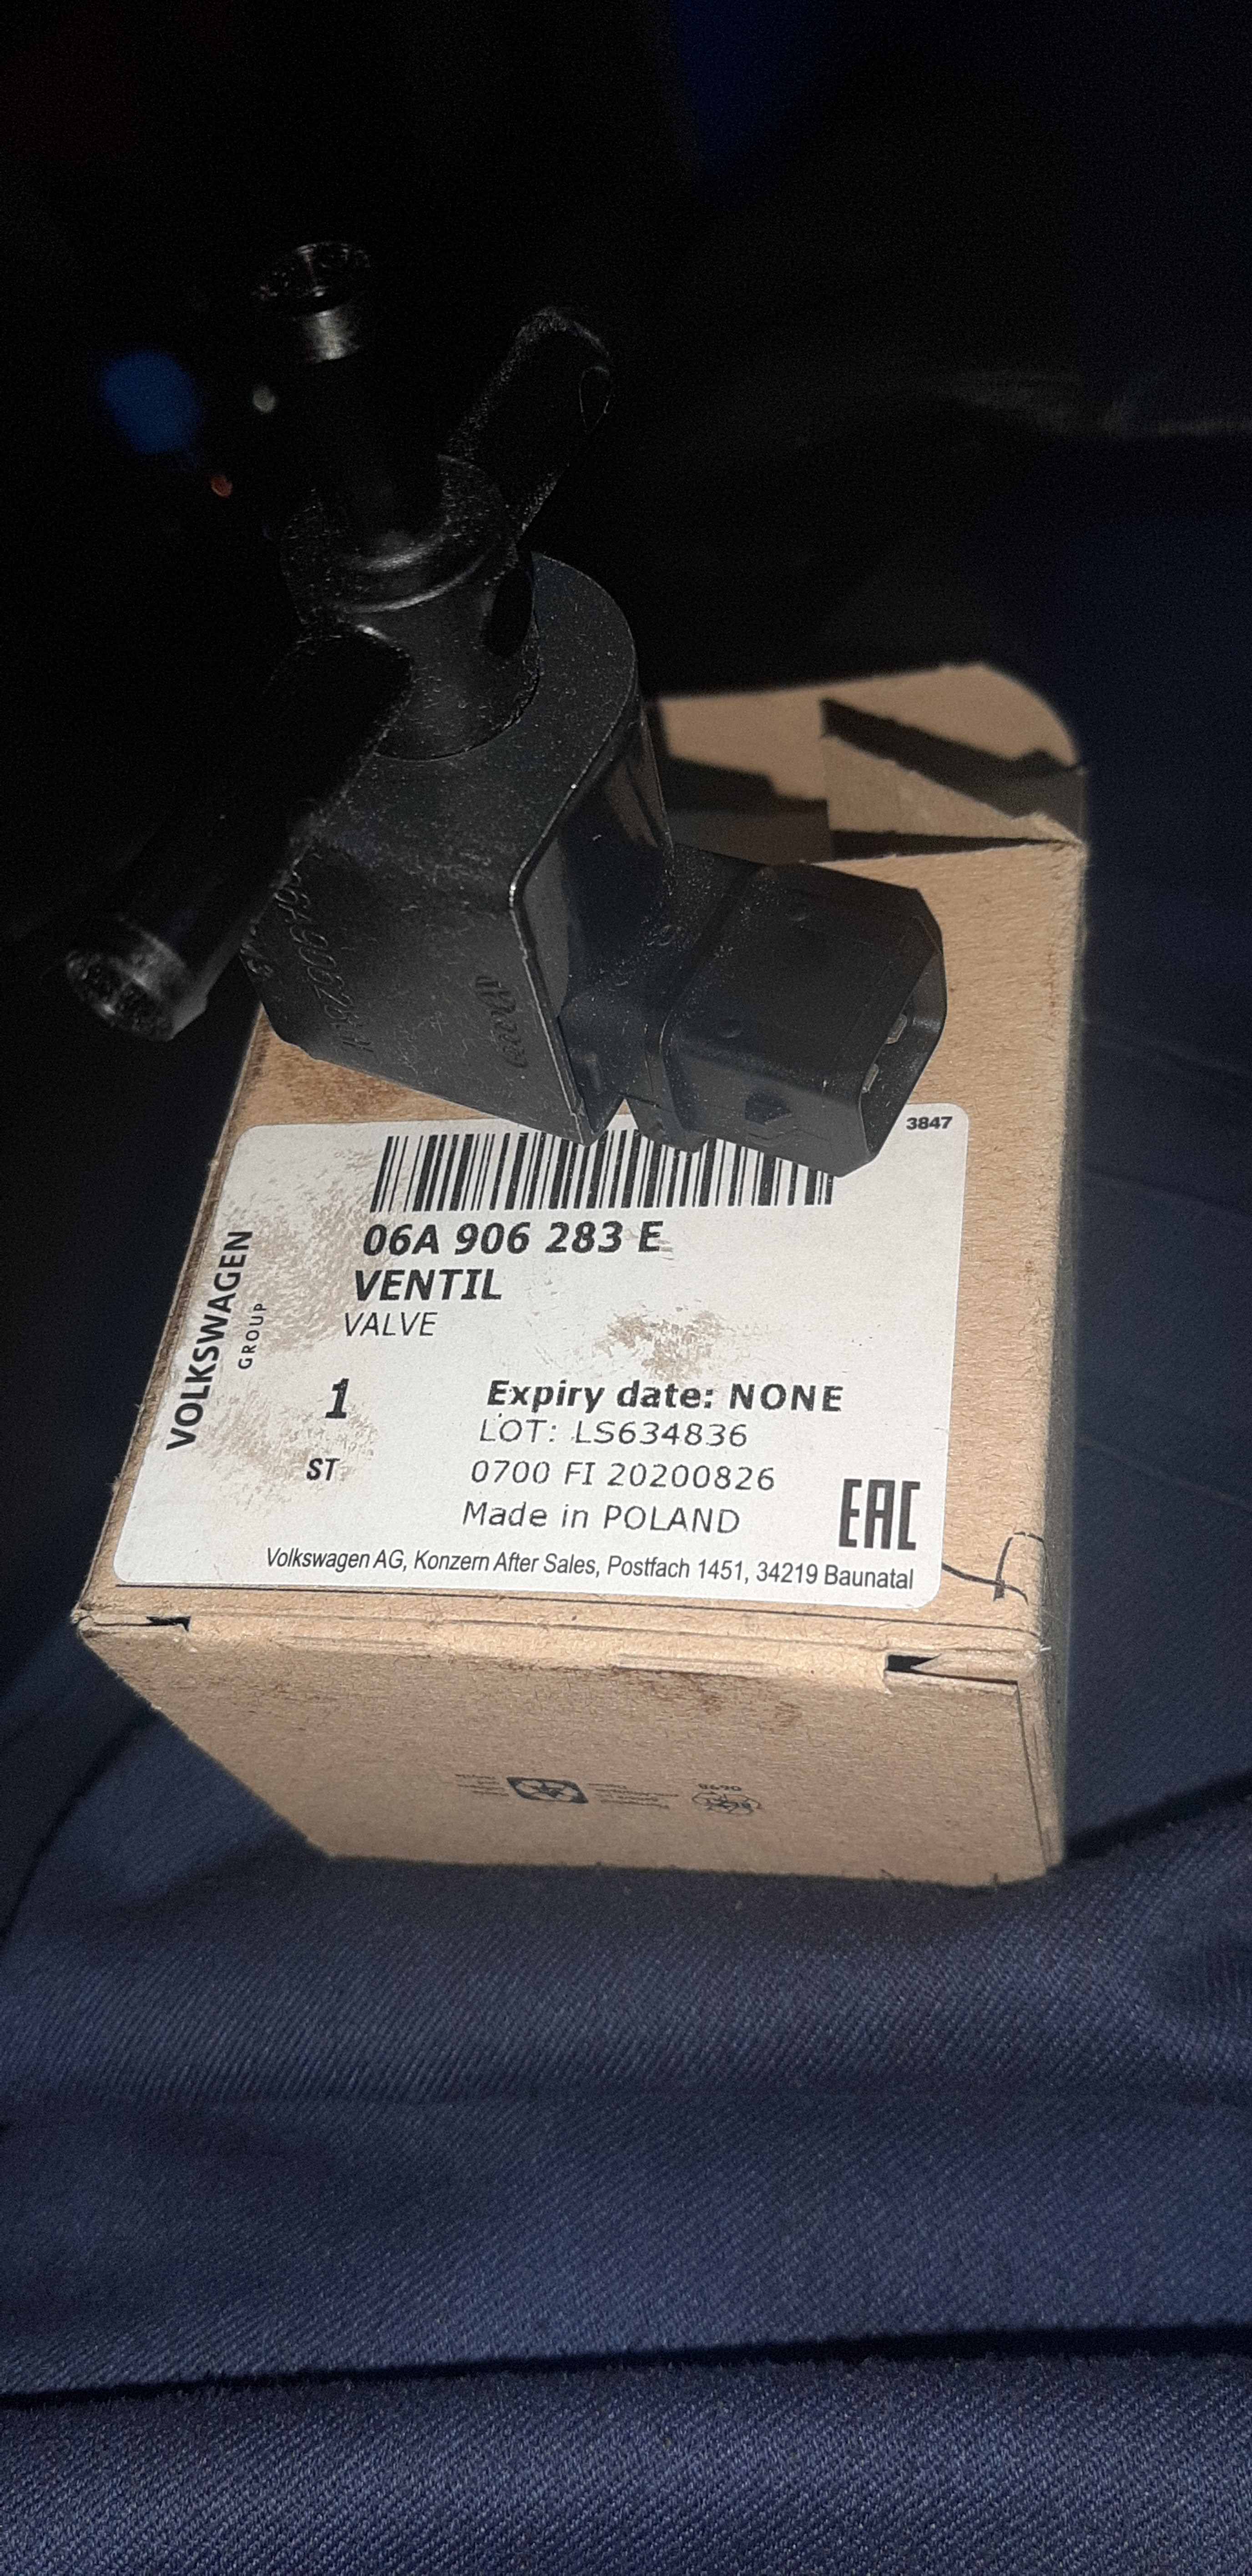 3847
06A 906 283 E
VENTIL
VALVE
VOLKSWAGEN
GROUP
1
ST
Expiry date: NONE
LOT: LS634836
0700 FI 20200826
Made in POLAND
EAC
Volkswagen AG, Konzern After Sales, Postfach 1451, 34219 Baunatal